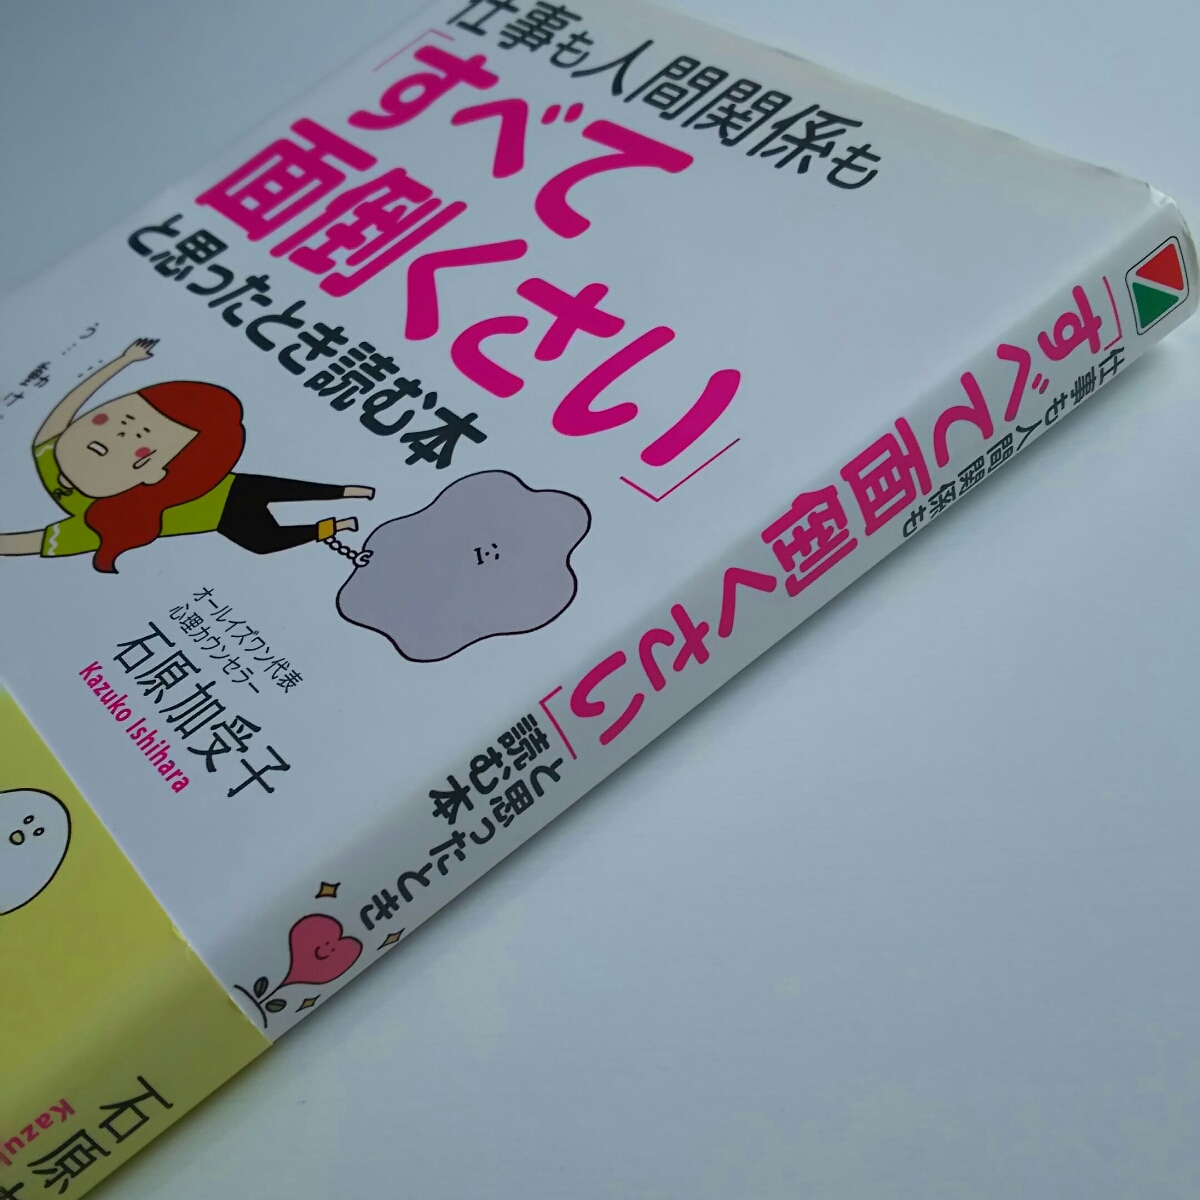 仕事も人間関係も
「すべて
面倒くさい」
と思ったとき読む本
う…
動け
オールイズワン代表
心理カウンセラー
石原加受子
Kazuko Ishihara
仕事も人間関係も
「すべて面倒くさい」
と思ったとき
読む本
石原
Kazu